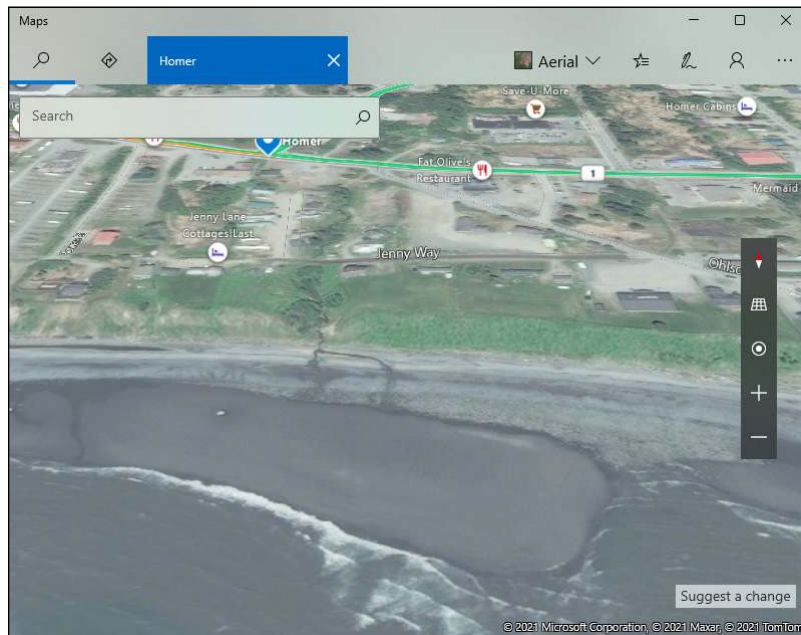 Maps
Homer
Aerial
Search
Save-U-More
Homer Cabins
Homer
Fat Olive's
Restaurant
1
Mermaid
Jenny Lane
Cottages Last
Jenny Way
Suggest a change
© 2021 Microsoft Corporation, © 2021 Maxar, © 2021 TomTom